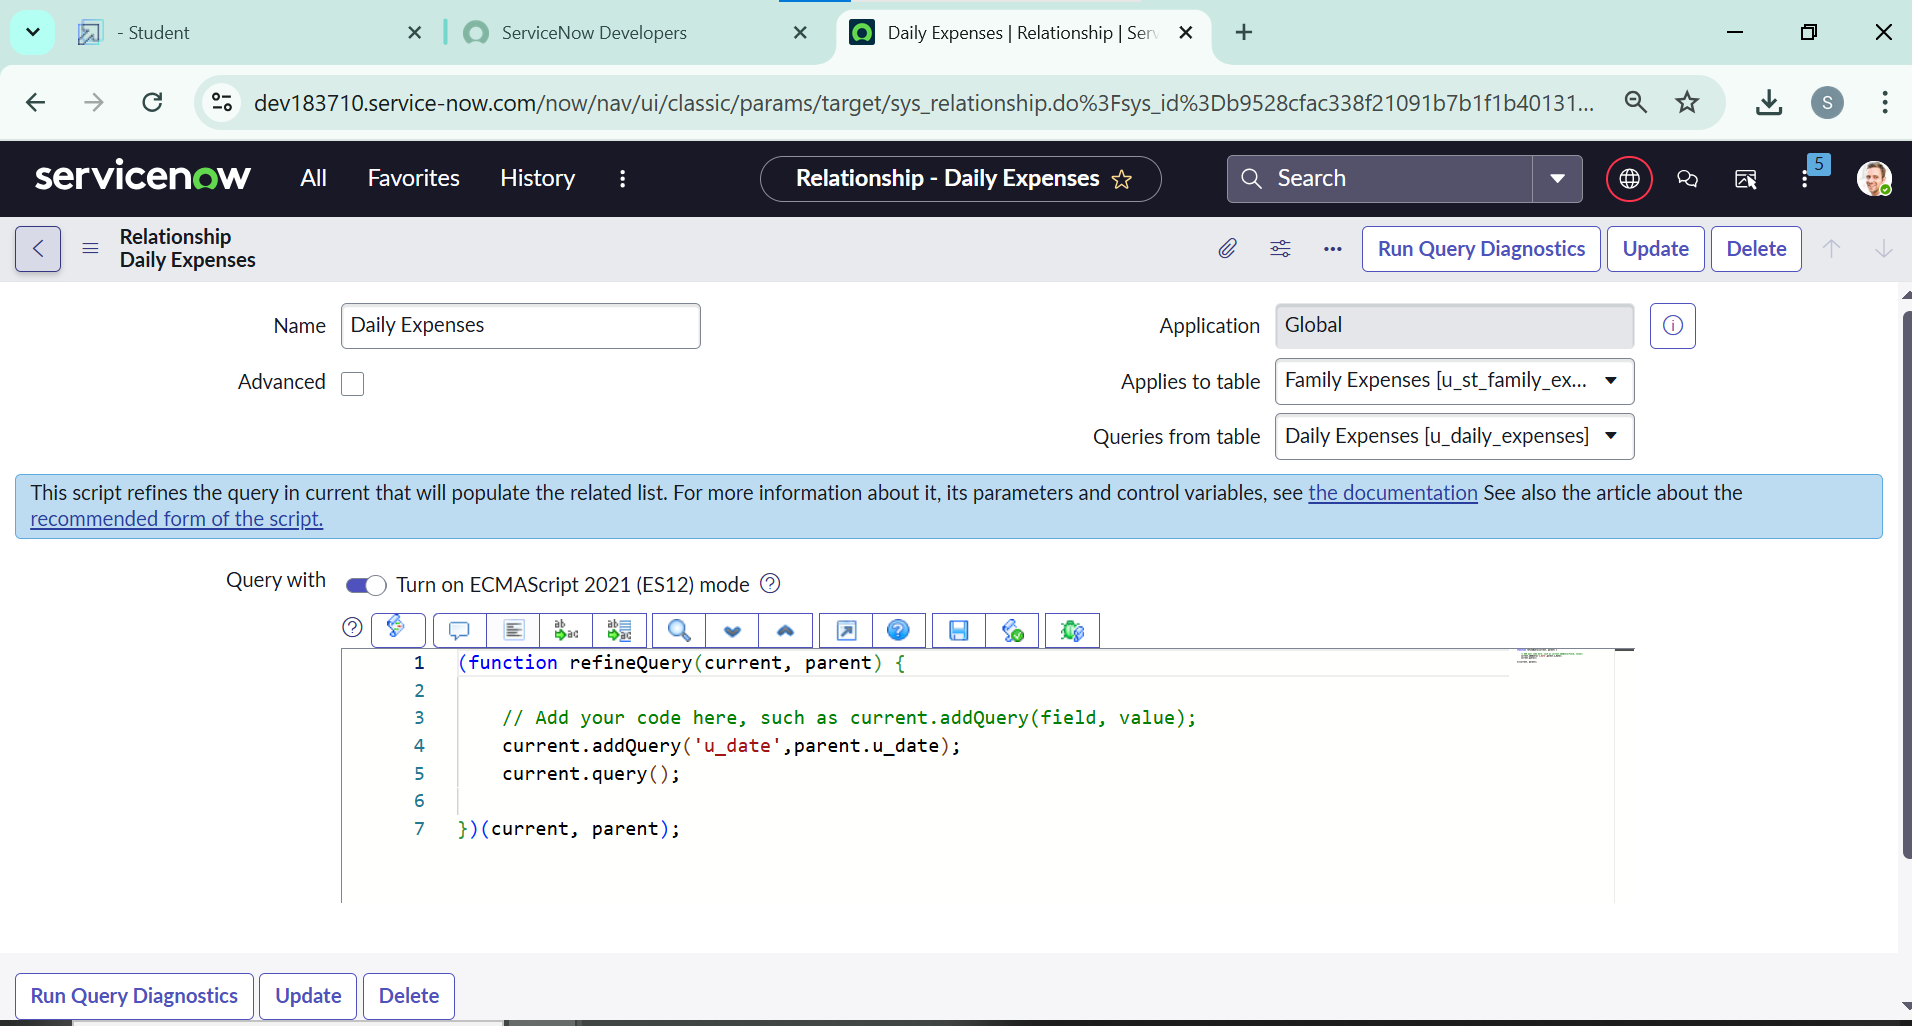 - Student
ServiceNow Developers
Daily Expenses | Relationship | Serv
dev183710.service-now.com/now/nav/ui/classic/params/target/sys_relationship.do%3Fsys_id%3Db9528cfac338f21091b7b1f1b40131...
S
servicenow
All
Favorites
History
Relationship - Daily Expenses
Search
5
Relationship
Daily Expenses
Run Query Diagnostics
Update
Delete
Name
Daily Expenses
Application
Global
Advanced
Applies to table
Family Expenses [u_st_family_ex...
Queries from table
Daily Expenses [u_daily_expenses]
This script refines the query in current that will populate the related list. For more information about it, its parameters and control variables, see the documentation See also the article about the
recommended form of the script.
Query with
Turn on ECMAScript 2021 (ES12) mode
1 (function refineQuery(current, parent) {
2
3 // Add your code here, such as current.addQuery(field, value);
4 current.addQuery('u_date',parent.u_date);
5 current.query();
6
7 })(current, parent);
Run Query Diagnostics
Update
Delete